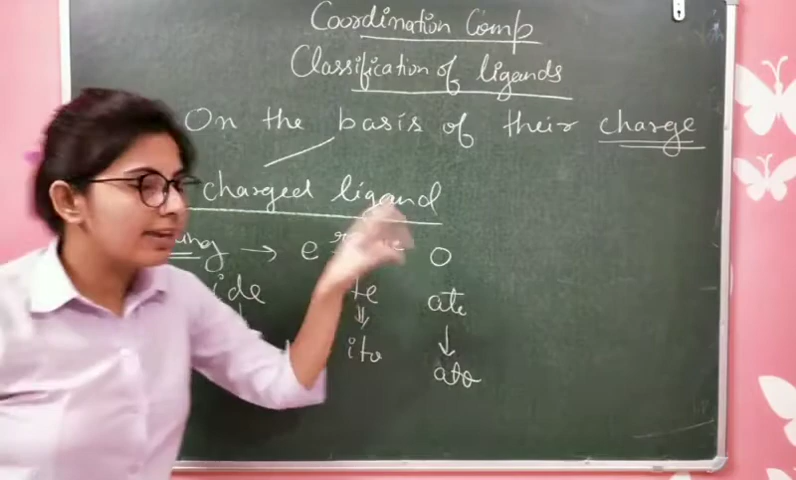 Coordination Comp
Classification of ligands
On the basis of their charge
charged ligand
→ e o
ide te ate
⇓ ↓
ito ato